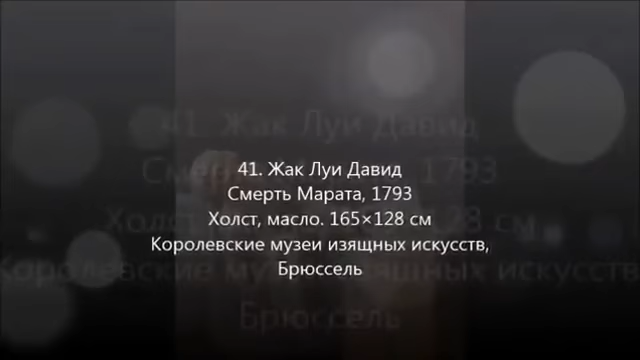 41. Жак Луи Давид
Смерть Марата, 1793
Холст, масло. 165×128 см
Королевские музеи изящных искусств,
Брюссель